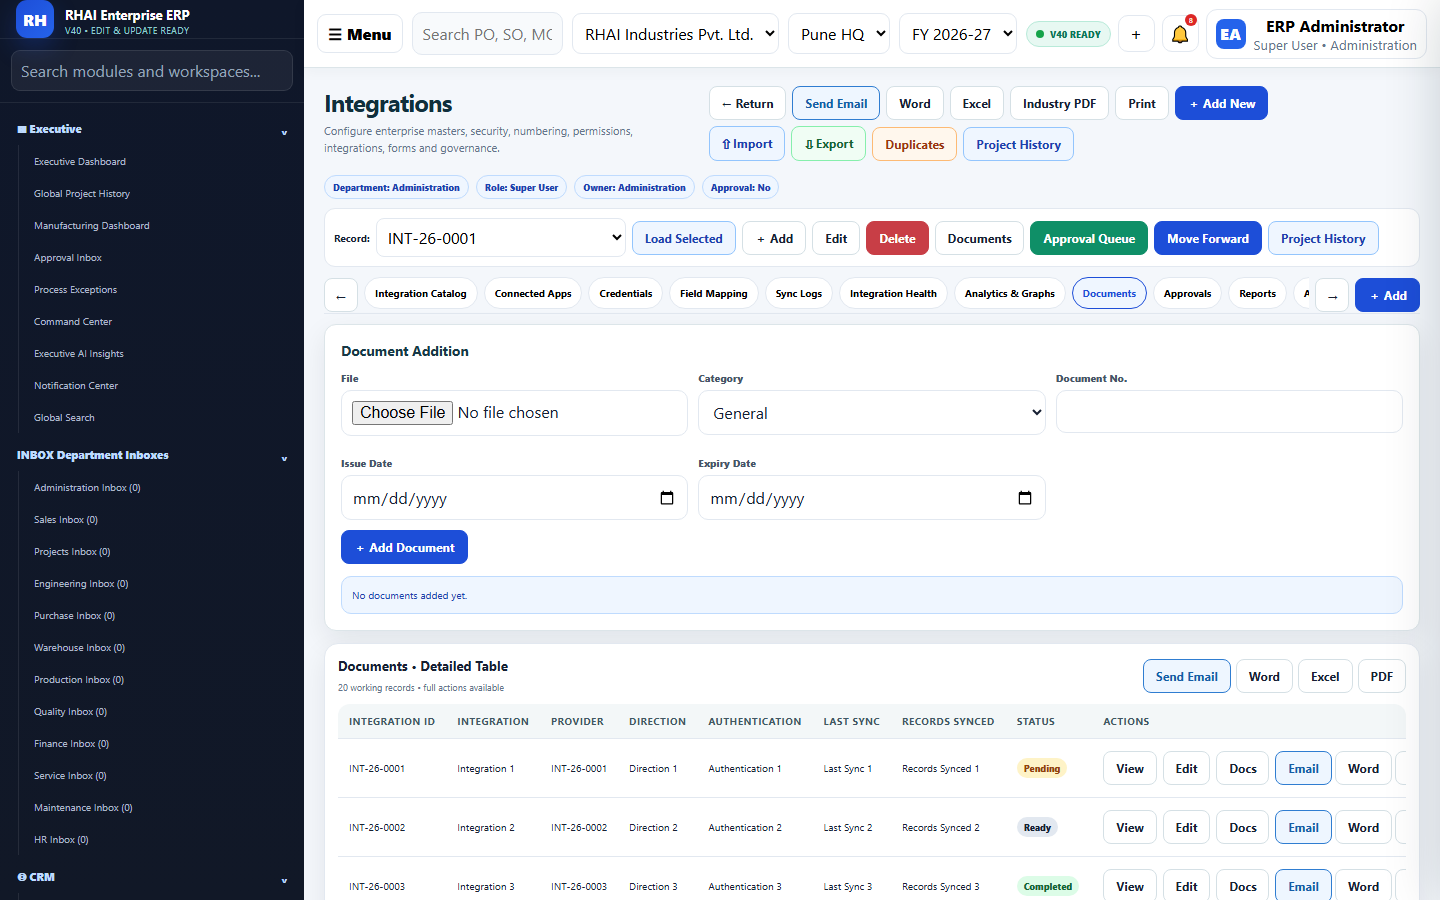 RH
RHAI Enterprise ERP
V40 • EDIT & UPDATE READY
Search modules and workspaces...
Executive
Executive Dashboard
Global Project History
Manufacturing Dashboard
Approval Inbox
Process Exceptions
Command Center
Executive AI Insights
Notification Center
Global Search
INBOX Department Inboxes
Administration Inbox (0)
Sales Inbox (0)
Projects Inbox (0)
Engineering Inbox (0)
Purchase Inbox (0)
Warehouse Inbox (0)
Production Inbox (0)
Quality Inbox (0)
Finance Inbox (0)
Service Inbox (0)
Maintenance Inbox (0)
HR Inbox (0)
CRM
☰ Menu
Search PO, SO, MC
RHAI Industries Pvt. Ltd.
Pune HQ
FY 2026-27
V40 READY
+
8
EA
ERP Administrator
Super User • Administration
Integrations
Configure enterprise masters, security, numbering, permissions,
integrations, forms and governance.
← Return
Send Email
Word
Excel
Industry PDF
Print
+ Add New
⇧ Import
⇩ Export
Duplicates
Project History
Department: Administration
Role: Super User
Owner: Administration
Approval: No
Record:
INT-26-0001
Load Selected
+ Add
Edit
Delete
Documents
Approval Queue
Move Forward
Project History
←
Integration Catalog
Connected Apps
Credentials
Field Mapping
Sync Logs
Integration Health
Analytics & Graphs
Documents
Approvals
Reports
→
+ Add
Document Addition
File
Category
Document No.
Choose File No file chosen
General
Issue Date
Expiry Date
mm/dd/yyyy
mm/dd/yyyy
+ Add Document
No documents added yet.
Documents • Detailed Table
20 working records • full actions available
Send Email
Word
Excel
PDF
INTEGRATION ID INTEGRATION PROVIDER DIRECTION AUTHENTICATION LAST SYNC RECORDS SYNCED STATUS ACTIONS
INT-26-0001 Integration 1 INT-26-0001 Direction 1 Authentication 1 Last Sync 1 Records Synced 1 Pending View Edit Docs Email Word
INT-26-0002 Integration 2 INT-26-0002 Direction 2 Authentication 2 Last Sync 2 Records Synced 2 Ready View Edit Docs Email Word
INT-26-0003 Integration 3 INT-26-0003 Direction 3 Authentication 3 Last Sync 3 Records Synced 3 Completed View Edit Docs Email Word